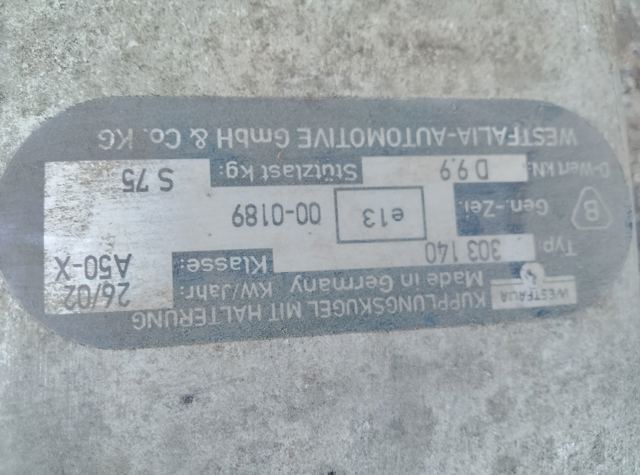 KUPPLUNGSKUGEL MIT HALTERUNG
WESTFALIA Made in Germany KW/Jahr: 26/02
Typ: 303 140 Klasse: A50-X
B Gen.-Zei. e13 00-0189
D-Wert kN: D 9.9 Stützlast kg: S 75
WESTFALIA-AUTOMOTIVE GmbH & Co. KG